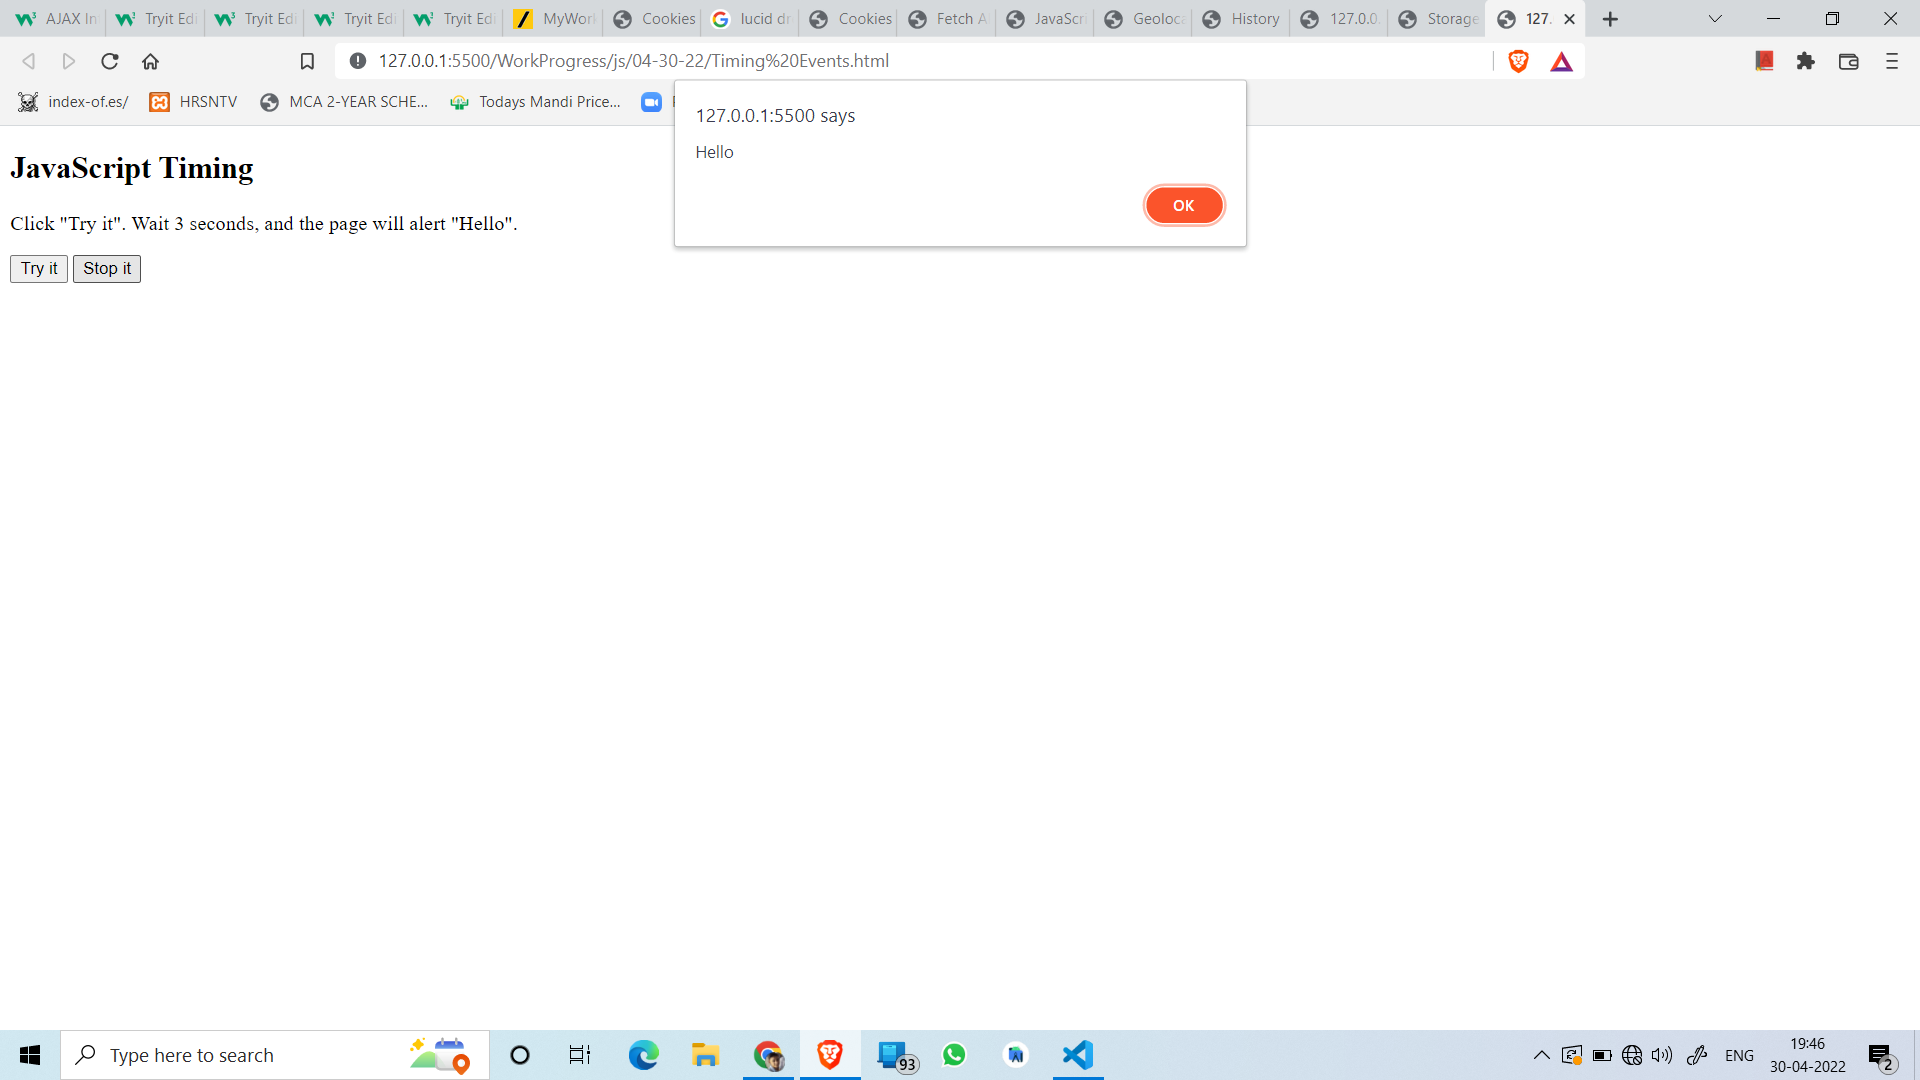 AJAX In
Tryit Edi
Tryit Edi
Tryit Edi
Tryit Edi
MyWork
Cookies
lucid dr
Cookies
Fetch A
JavaScri
Geoloca
History
127.0.0.
Storage
127.
127.0.0.1:5500/WorkProgress/js/04-30-22/Timing%20Events.html
index-of.es/
HRSNTV
MCA 2-YEAR SCHE...
Todays Mandi Price...
127.0.0.1:5500 says
Hello
OK
JavaScript Timing
Click "Try it". Wait 3 seconds, and the page will alert "Hello".
Try it
Stop it
Type here to search
93
ENG
19:46
30-04-2022
2